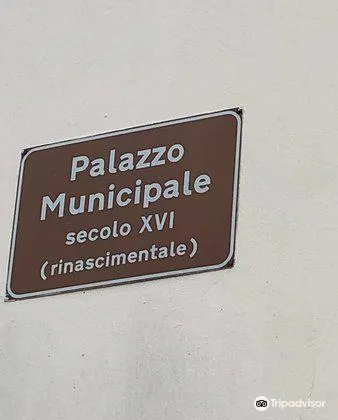 Palazzo
Municipale
secolo XVI
(rinascimentale)
Tripadvisor